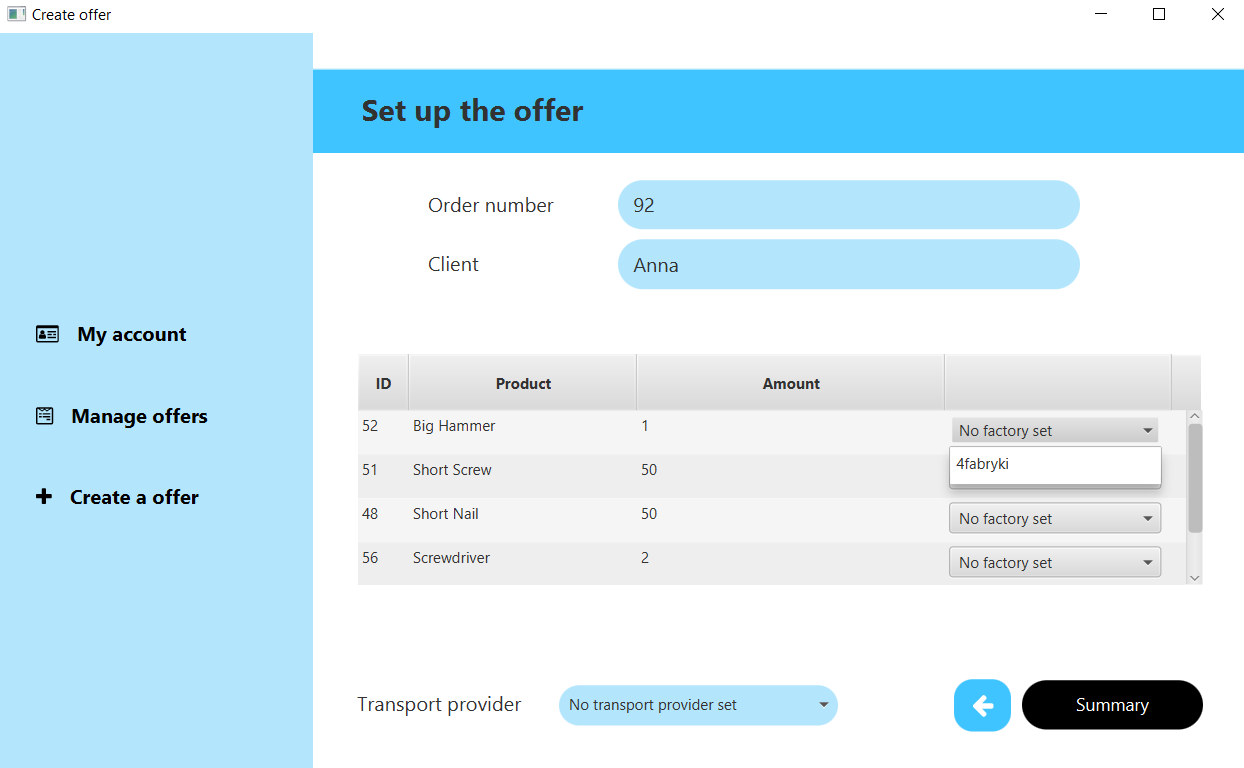 Create offer
Set up the offer
Order number 92
Client Anna
My account
Manage offers
Create a offer
ID Product Amount
52 Big Hammer 1 No factory set
4fabryki
51 Short Screw 50
48 Short Nail 50 No factory set
56 Screwdriver 2 No factory set
Transport provider No transport provider set Summary